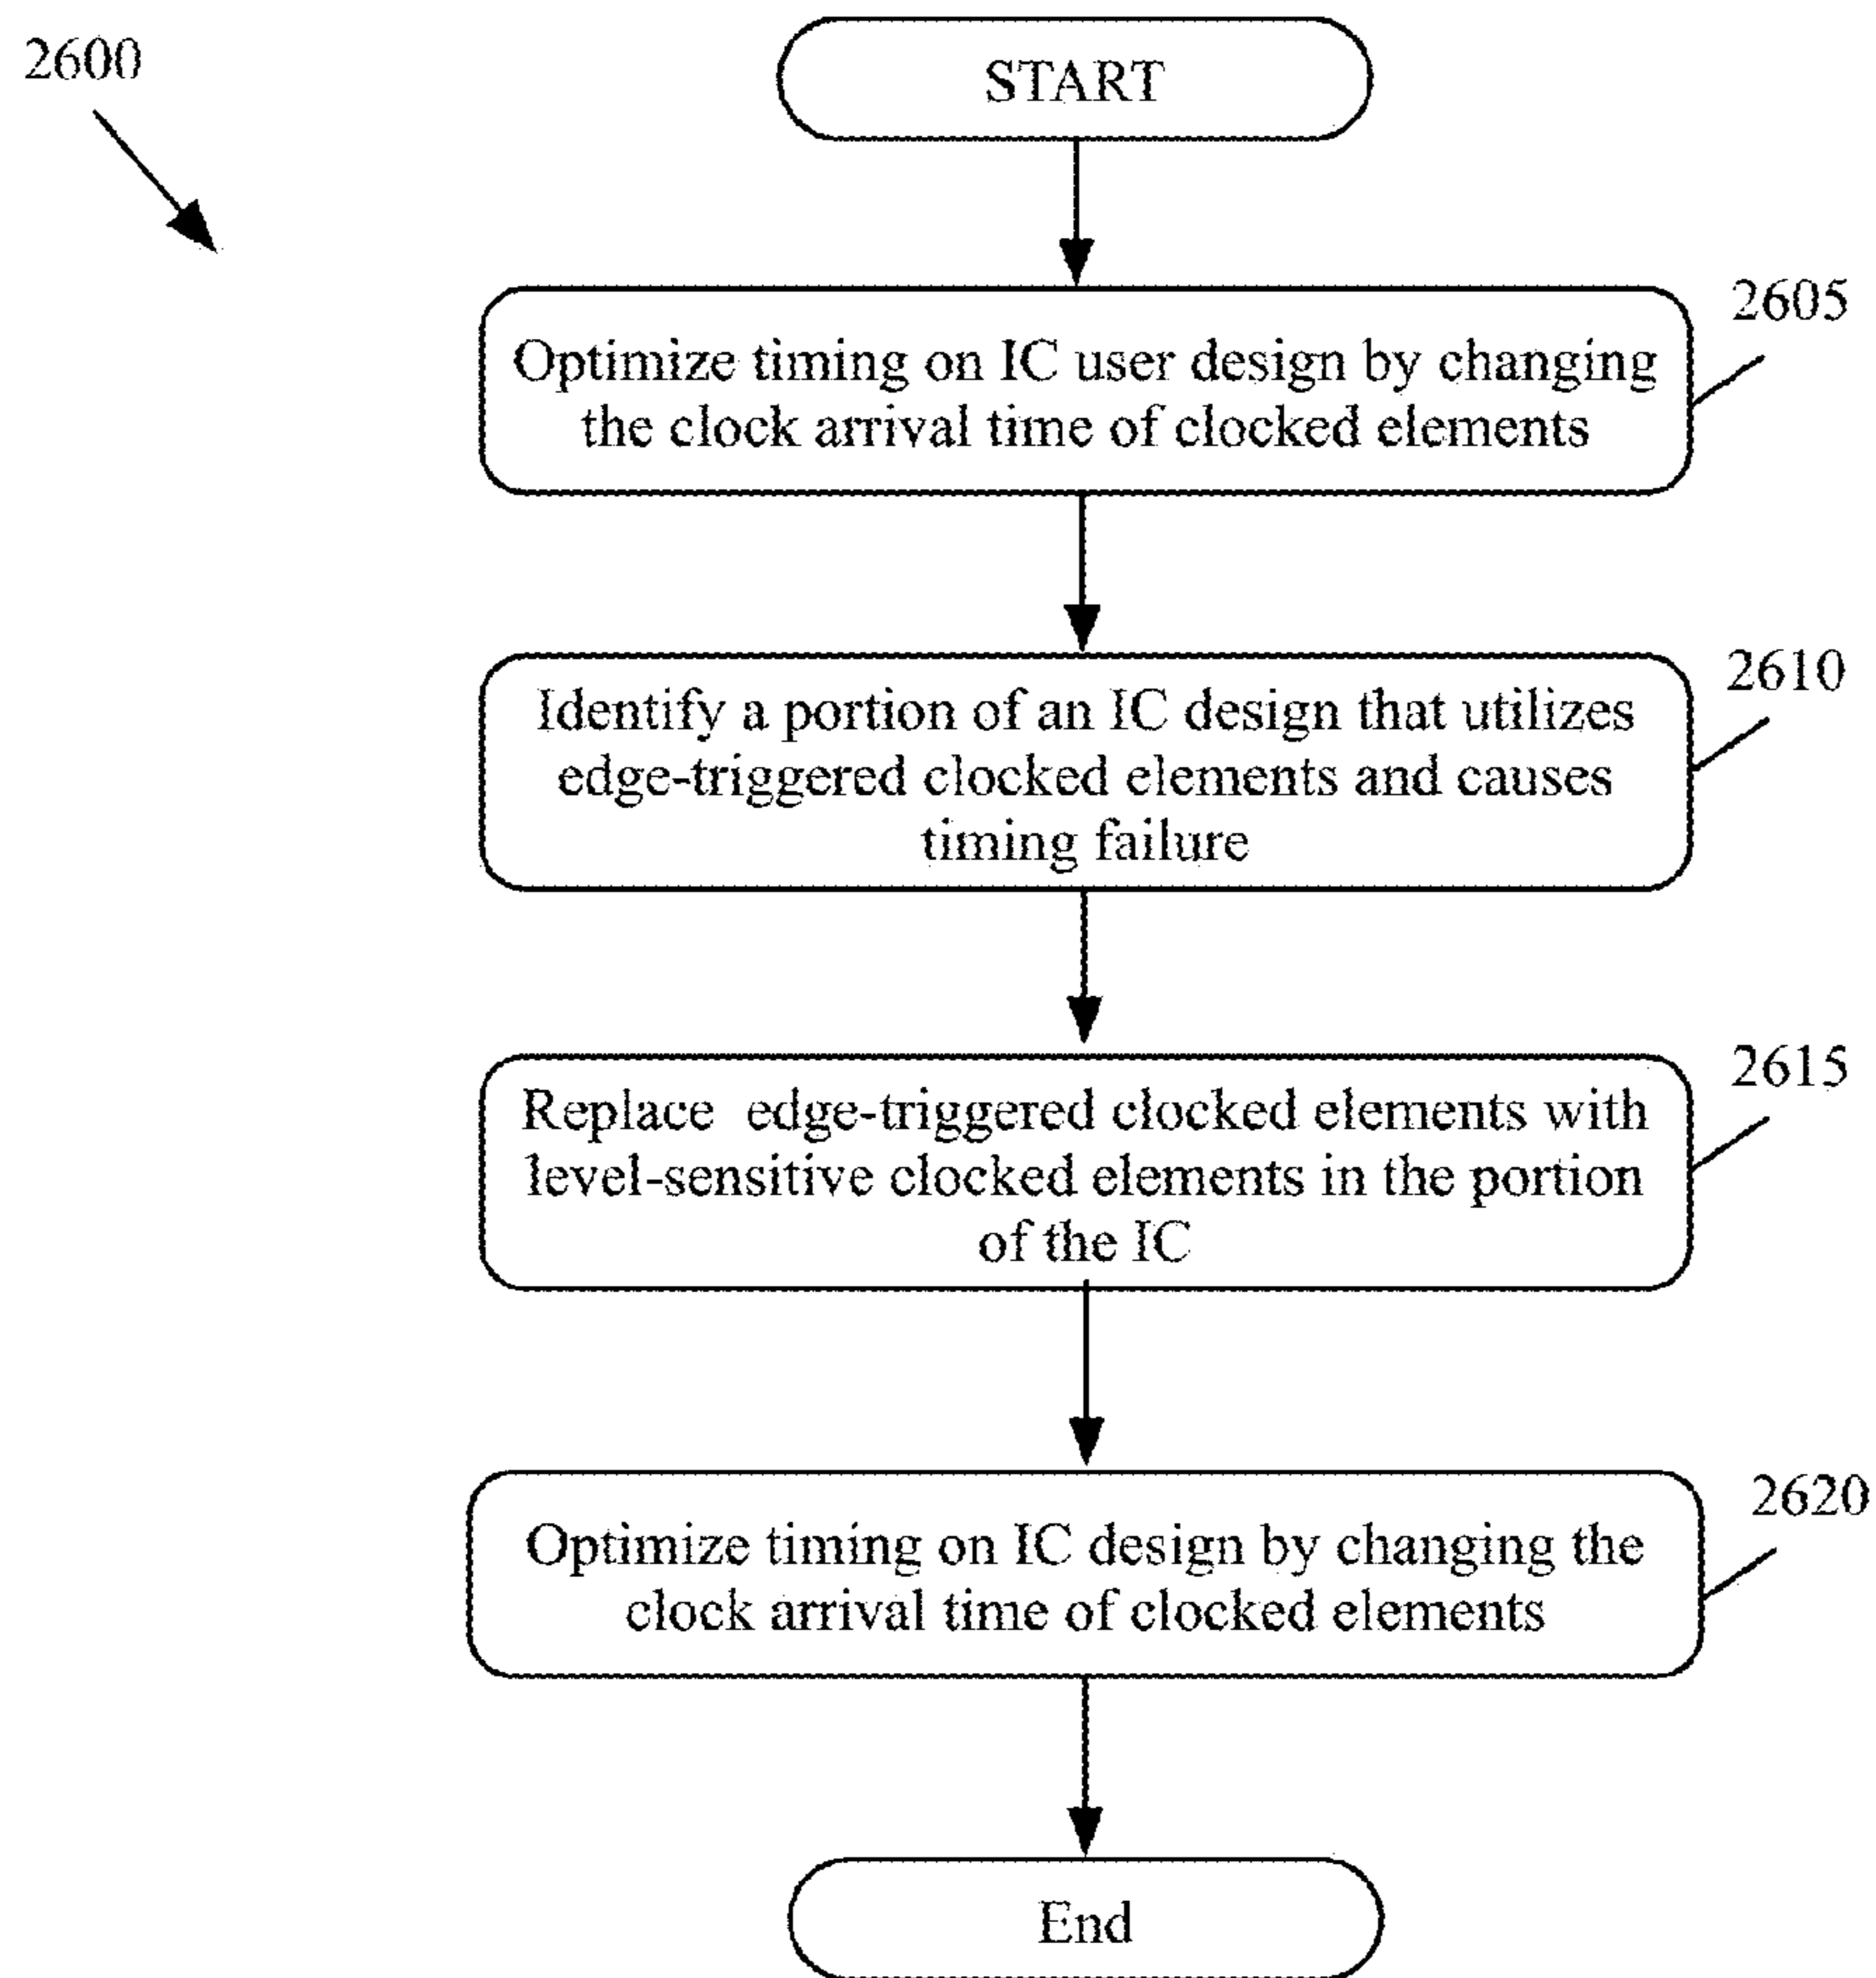 2600
START
2605
Optimize timing on IC user design by changing
the clock arrival time of clocked elements
2610
Identify a portion of an IC design that utilizes
edge-triggered clocked elements and causes
timing failure
2615
Replace edge-triggered clocked elements with
level-sensitive clocked elements in the portion
of the IC
2620
Optimize timing on IC design by changing the
clock arrival time of clocked elements
End